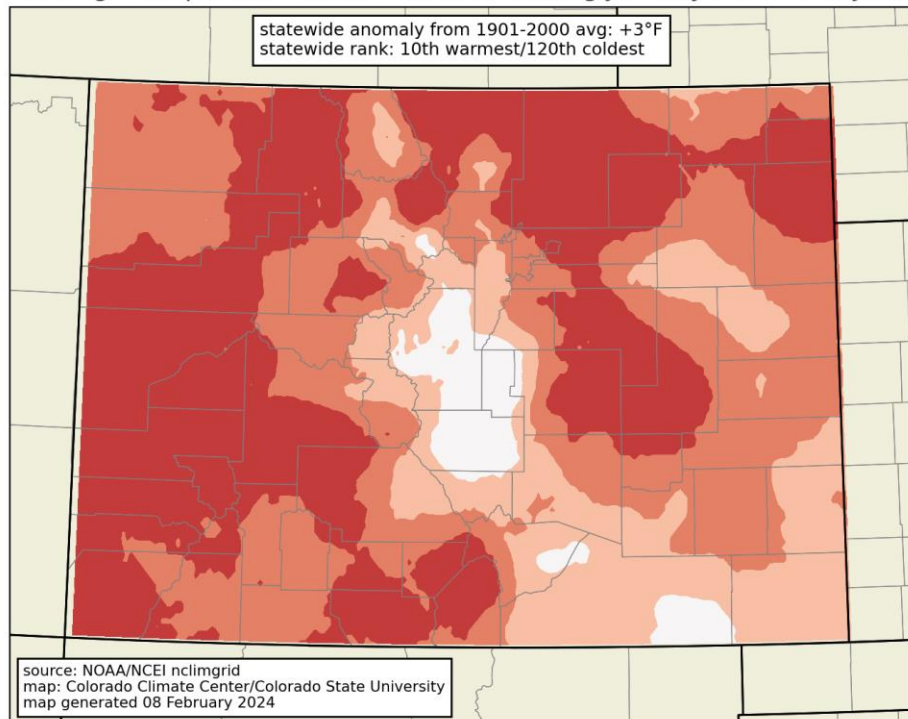 statewide anomaly from 1901-2000 avg: +3°F
statewide rank: 10th warmest/120th coldest
source: NOAA/NCEI nclimgrid
map: Colorado Climate Center/Colorado State University
map generated 08 February 2024